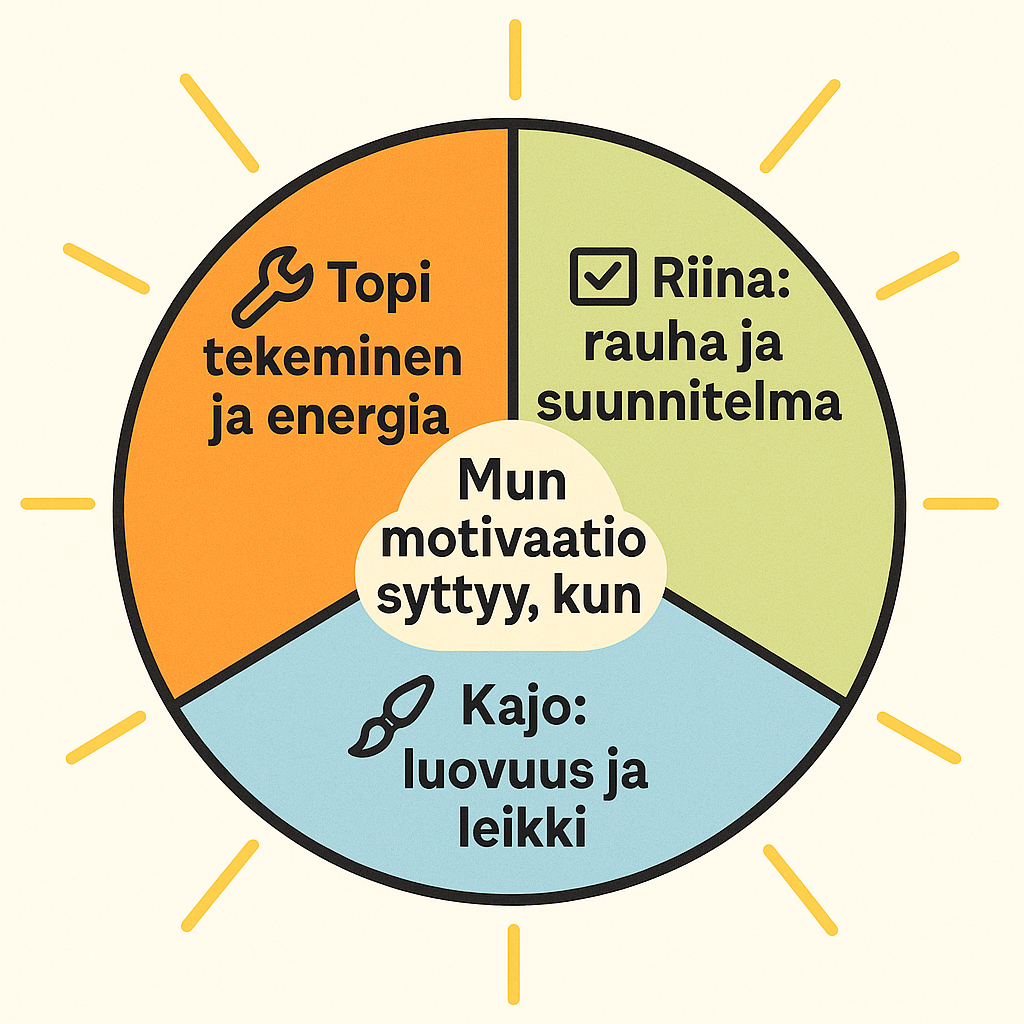 Topi
tekeminen
ja energia
Riina:
rauha ja
suunnitelma
Mun
motivaatio
syttyy, kun
Kajo:
luovuus ja
leikki